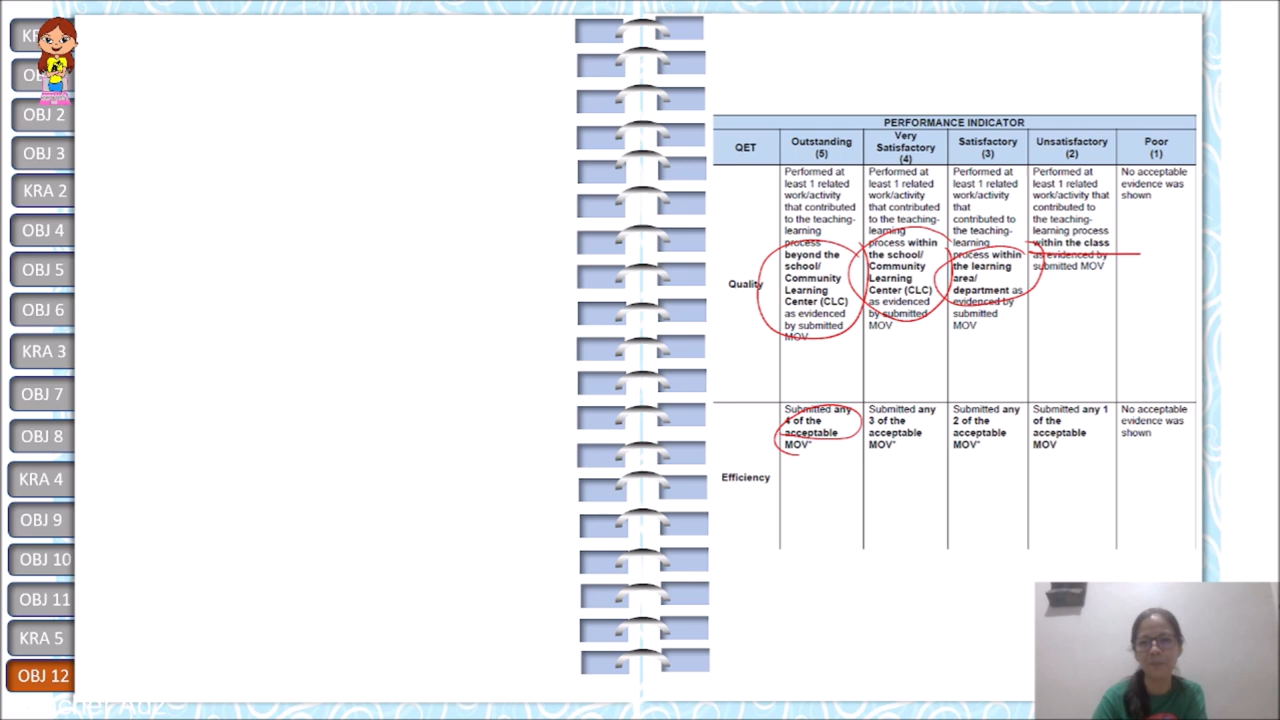 OBJ 2
OBJ 3
KRA 2
OBJ 4
OBJ 5
OBJ 6
KRA 3
OBJ 7
OBJ 8
KRA 4
OBJ 9
OBJ 10
OBJ 11
KRA 5
OBJ 12
PERFORMANCE INDICATOR
QET
Outstanding
(5)
Very
Satisfactory
(4)
Satisfactory
(3)
Unsatisfactory
(2)
Poor
(1)
Quality
Performed at
least 1 related
work/activity
that contributed
to the teaching-
learning
process
beyond the
school/
Community
Learning
Center (CLC)
as evidenced
by submitted
MOV
Performed at
least 1 related
work/activity
that contributed
to the teaching-
learning
process within
the school/
Community
Learning
Center (CLC)
as evidenced
by submitted
MOV
Performed at
least 1 related
work/activity
that
contributed to
the teaching-
learning
process within
the learning
area/
department as
evidenced by
submitted
MOV
Performed at
least 1 related
work/activity that
contributed to
the teaching-
learning process
within the class
as evidenced by
submitted MOV
No acceptable
evidence was
shown
Efficiency
Submitted any
4 of the
acceptable
MOV*
Submitted any
3 of the
acceptable
MOV*
Submitted any
2 of the
acceptable
MOV*
Submitted any 1
of the
acceptable
MOV
No acceptable
evidence was
shown